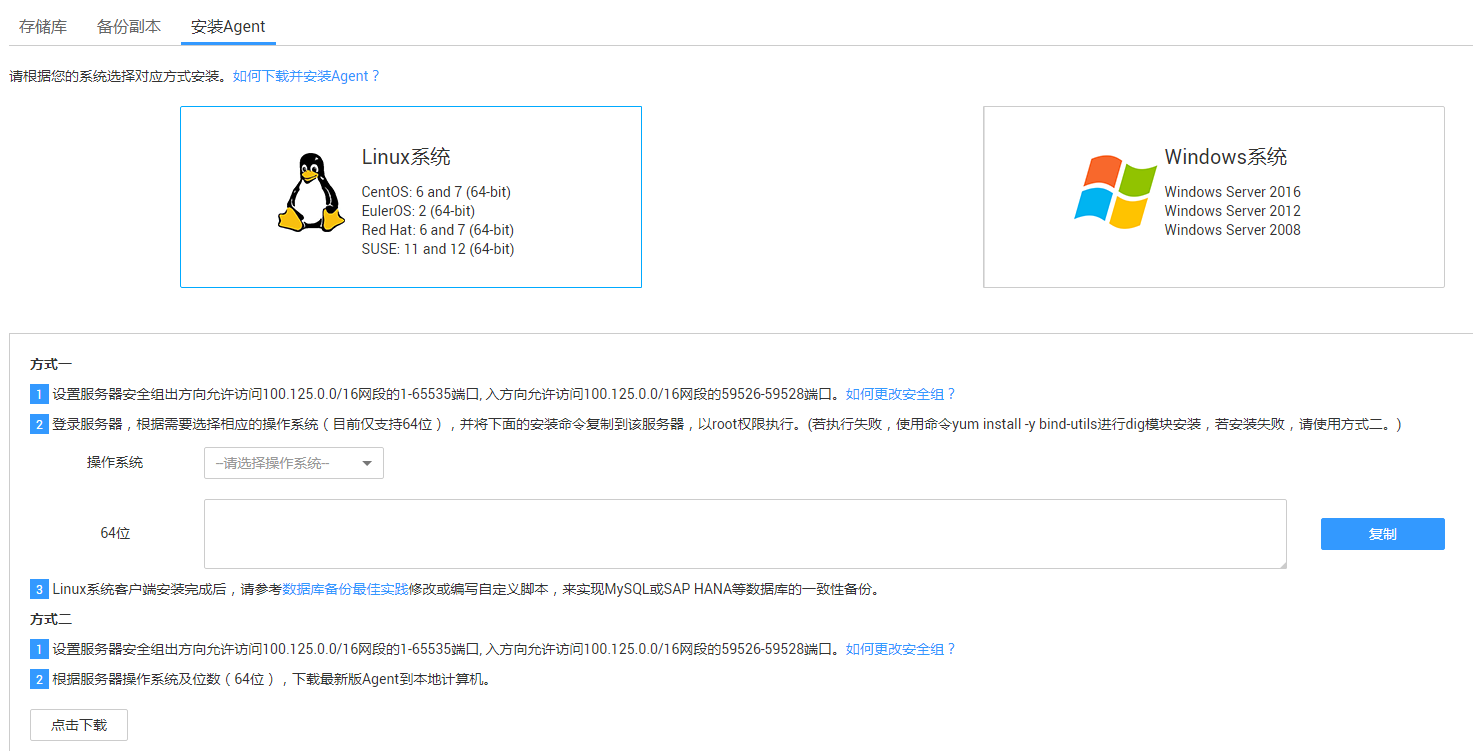 存储库 备份副本 安装Agent
请根据您的系统选择对应方式安装。如何下载并安装Agent？
Linux系统
CentOS: 6 and 7 (64-bit)
EulerOS: 2 (64-bit)
Red Hat: 6 and 7 (64-bit)
SUSE: 11 and 12 (64-bit)
Windows系统
Windows Server 2016
Windows Server 2012
Windows Server 2008
方式一
1 设置服务器安全组出方向允许访问100.125.0.0/16网段的1-65535端口, 入方向允许访问100.125.0.0/16网段的59526-59528端口。如何更改安全组？
2 登录服务器，根据需要选择相应的操作系统（目前仅支持64位），并将下面的安装命令复制到该服务器，以root权限执行。(若执行失败，使用命令yum install -y bind-utils进行dig模块安装，若安装失败，请使用方式二。)
操作系统 --请选择操作系统--
64位 复制
3 Linux系统客户端安装完成后，请参考数据库备份最佳实践修改或编写自定义脚本，来实现MySQL或SAP HANA等数据库的一致性备份。
方式二
1 设置服务器安全组出方向允许访问100.125.0.0/16网段的1-65535端口, 入方向允许访问100.125.0.0/16网段的59526-59528端口。如何更改安全组？
2 根据服务器操作系统及位数（64位），下载最新版Agent到本地计算机。
点击下载